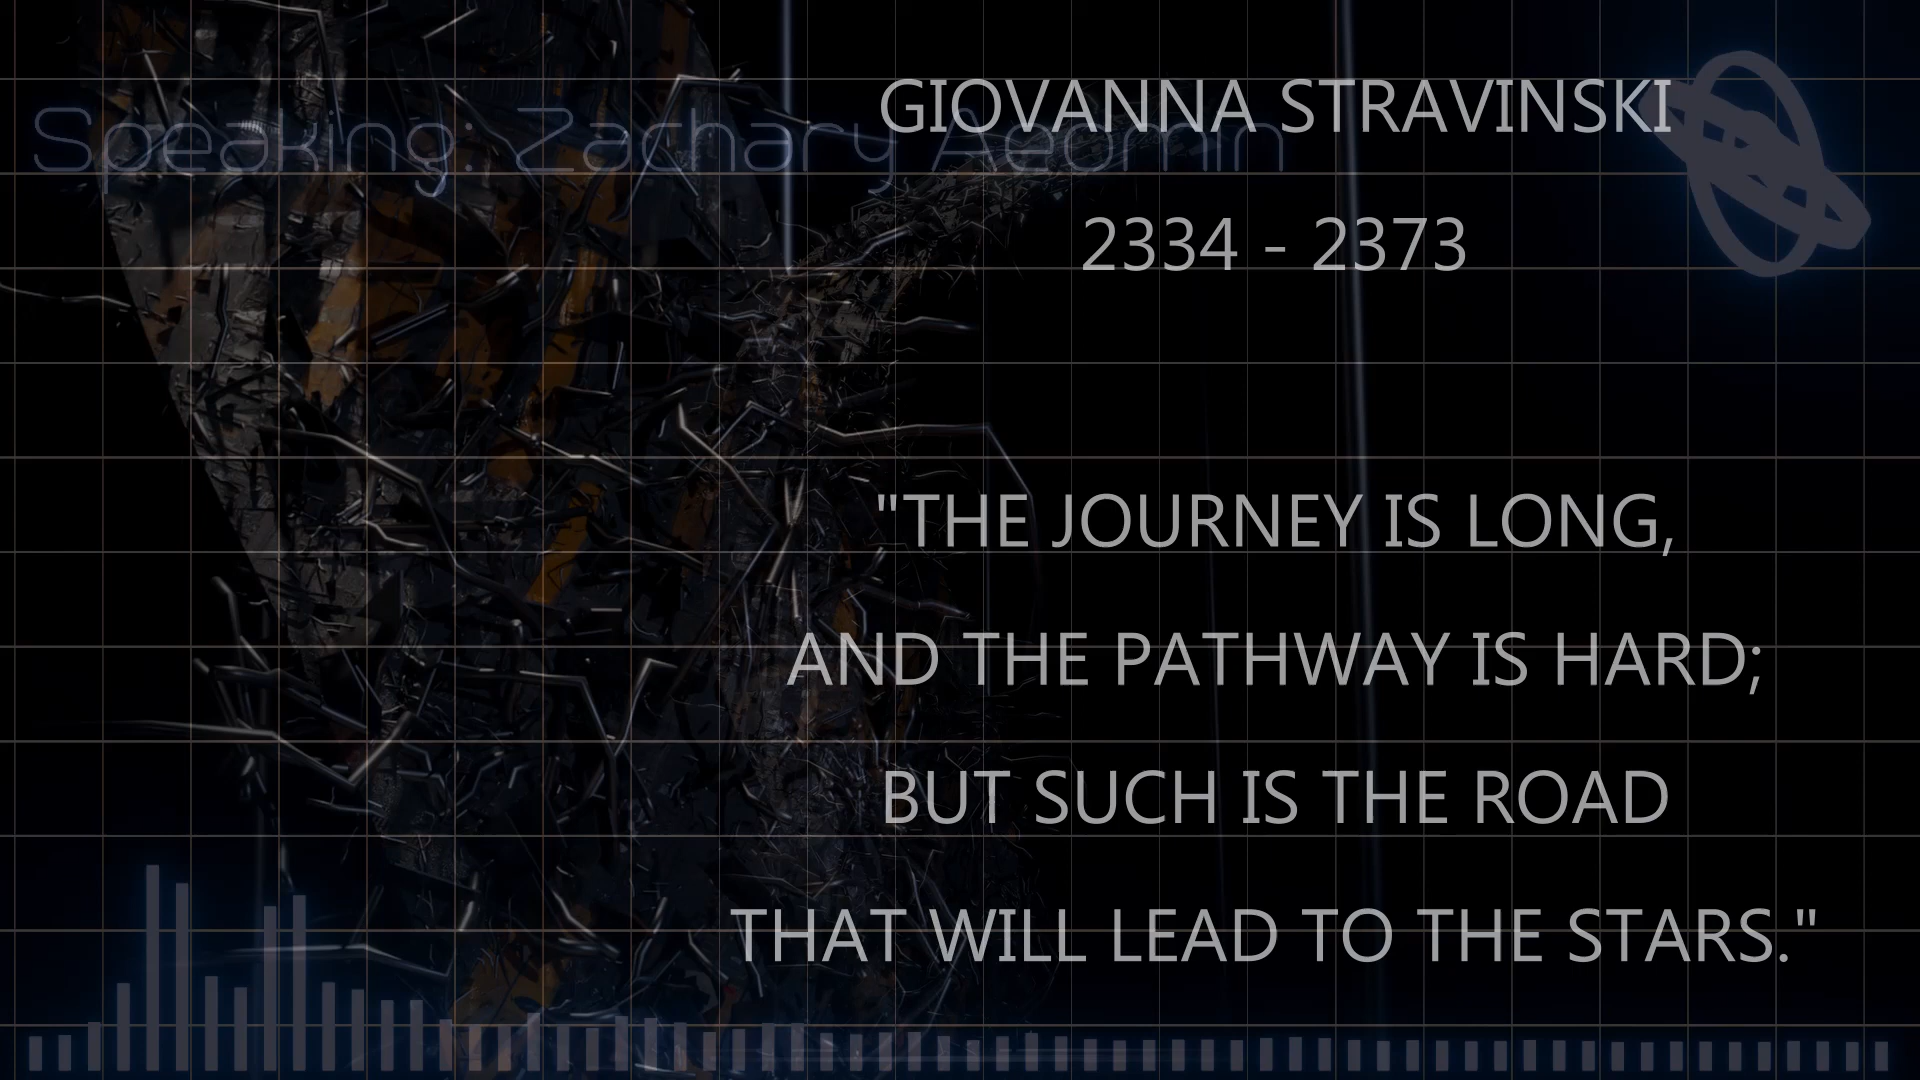 Speaking: Zachary Aeomin
GIOVANNA STRAVINSKI
2334 - 2373
"THE JOURNEY IS LONG,
AND THE PATHWAY IS HARD;
BUT SUCH IS THE ROAD
THAT WILL LEAD TO THE STARS."